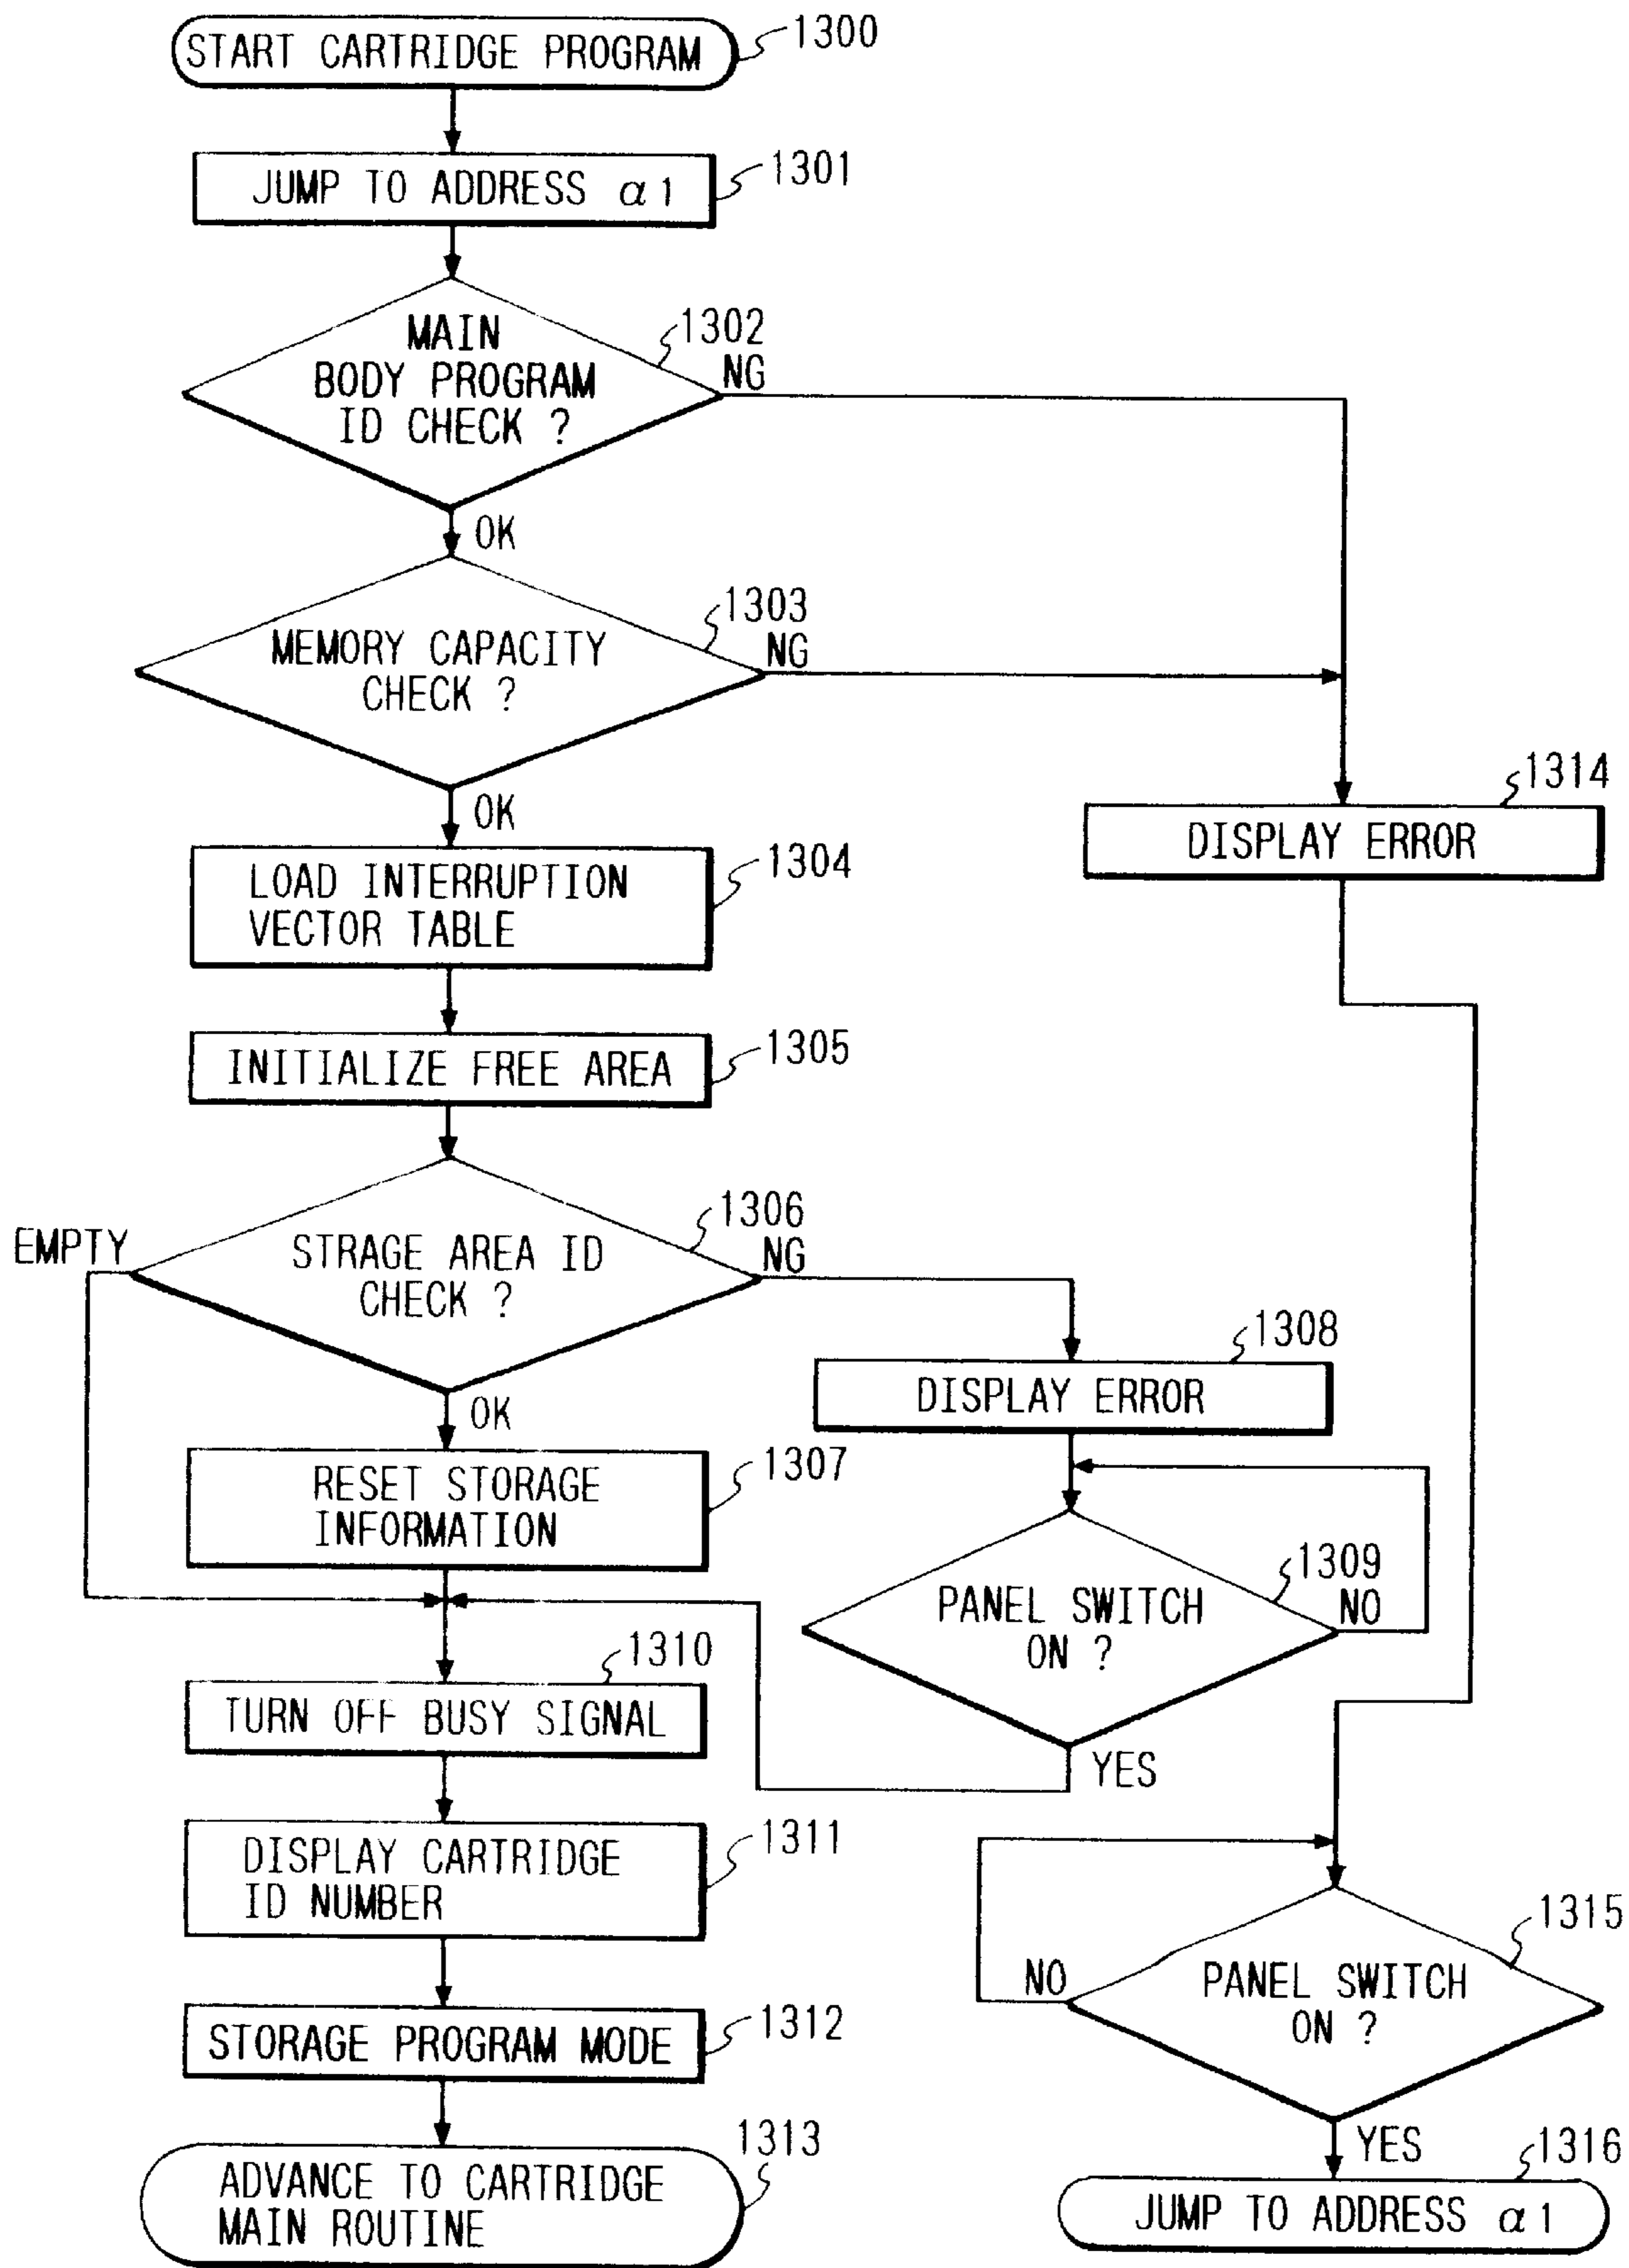 START CARTRIDGE PROGRAM
1300
JUMP TO ADDRESS α1
1301
MAIN
BODY PROGRAM
ID CHECK ?
1302
NG
OK
MEMORY CAPACITY
CHECK ?
1303
NG
OK
1314
DISPLAY ERROR
LOAD INTERRUPTION
VECTOR TABLE
1304
INITIALIZE FREE AREA
1305
EMPTY
STRAGE AREA ID
CHECK ?
1306
NG
OK
1308
DISPLAY ERROR
RESET STORAGE
INFORMATION
1307
PANEL SWITCH
ON ?
1309
NO
YES
1310
TURN OFF BUSY SIGNAL
DISPLAY CARTRIDGE
ID NUMBER
1311
STORAGE PROGRAM MODE
1312
NO
PANEL SWITCH
ON ?
1315
YES
ADVANCE TO CARTRIDGE
MAIN ROUTINE
1313
1316
JUMP TO ADDRESS α1